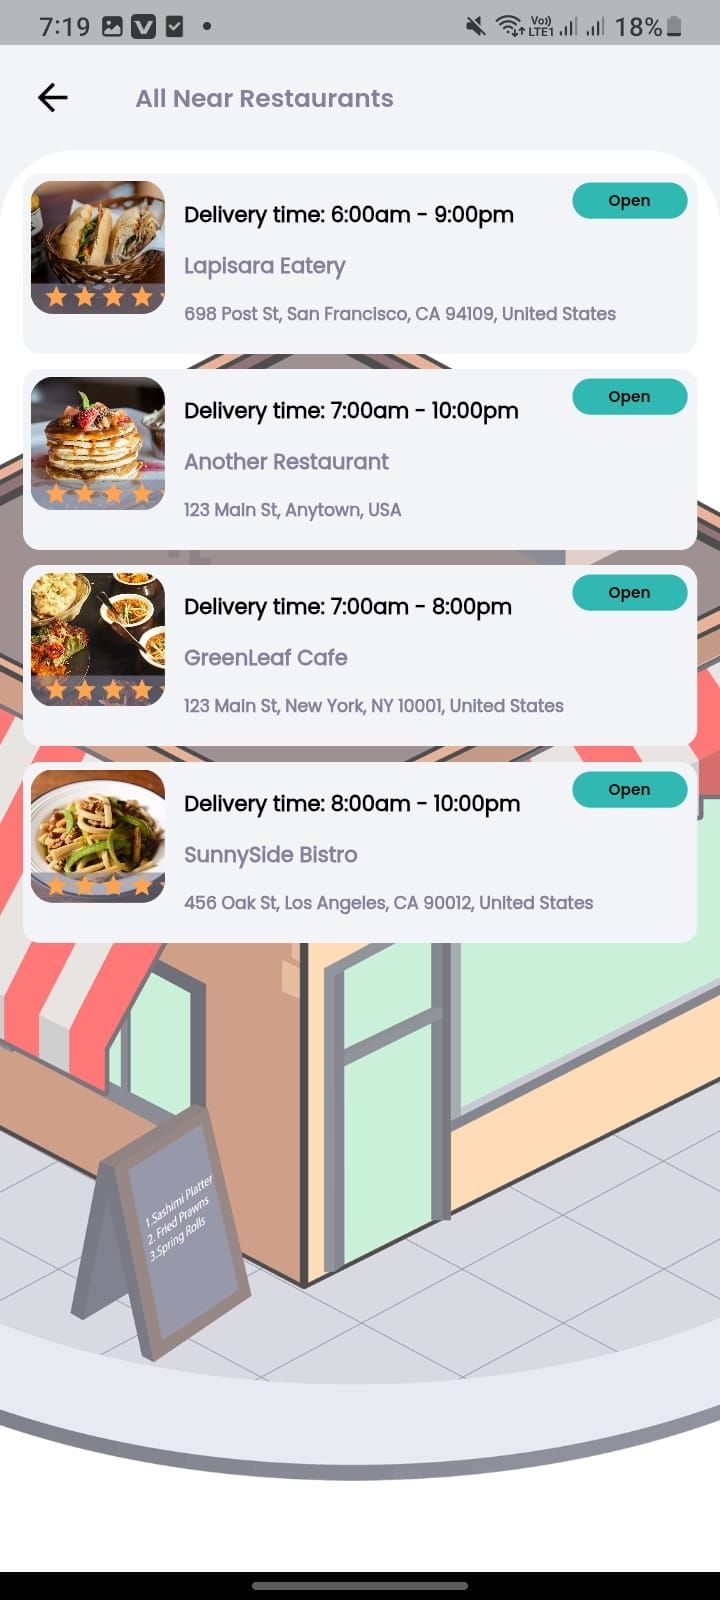 7:19
Vo))
LTE1
18%
All Near Restaurants
Delivery time: 6:00am - 9:00pm
Open
Lapisara Eatery
698 Post St, San Francisco, CA 94109, United States
Delivery time: 7:00am - 10:00pm
Open
Another Restaurant
123 Main St, Anytown, USA
Delivery time: 7:00am - 8:00pm
Open
GreenLeaf Cafe
123 Main St, New York, NY 10001, United States
Delivery time: 8:00am - 10:00pm
Open
SunnySide Bistro
456 Oak St, Los Angeles, CA 90012, United States
1.Sashimi Platter
2. Fried Prawns
3.Spring Rolls